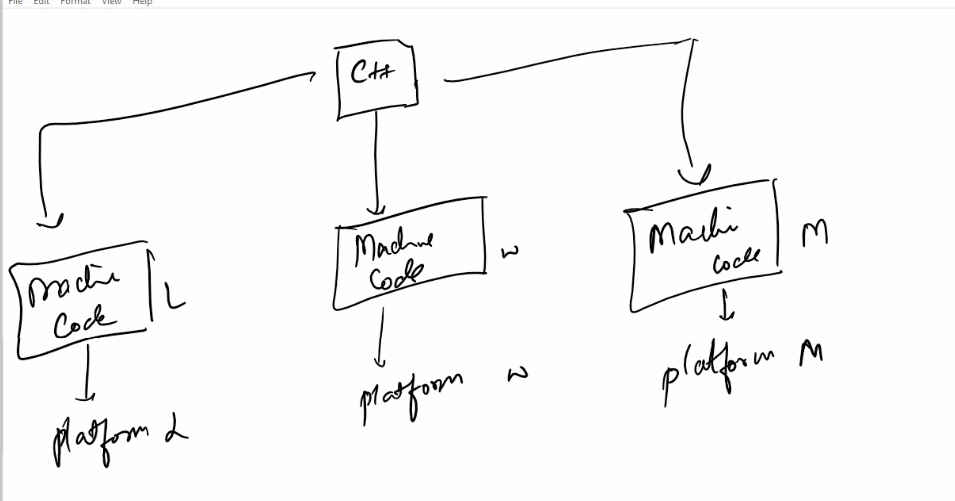 File Edit Format View Help
C++
Machine
Code
L
platform L
Machine
Code
W
platform W
Machi
code
M
platform M